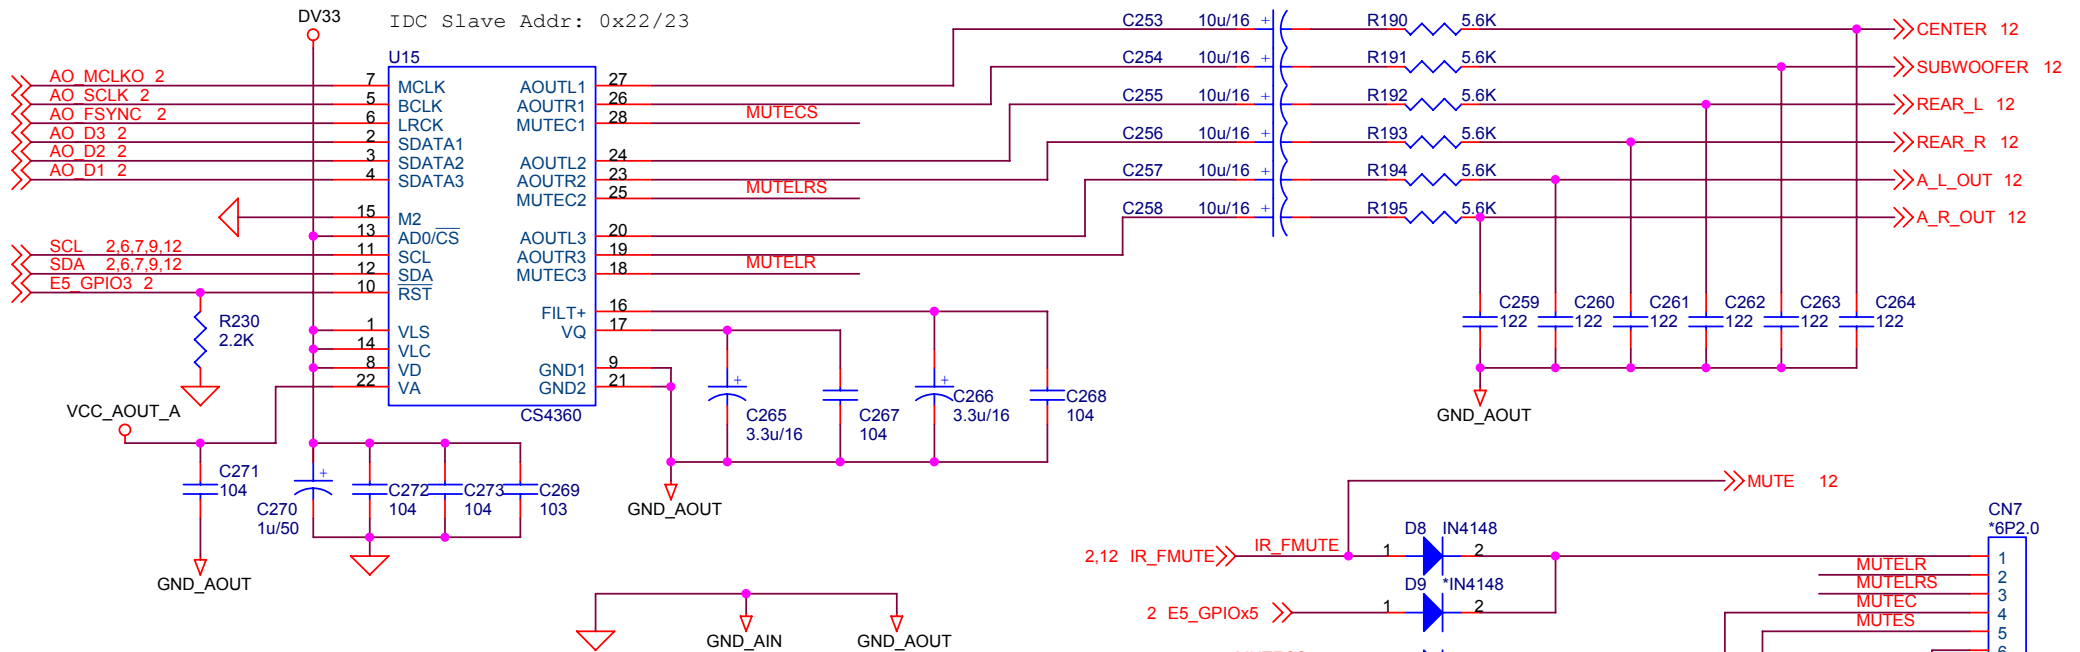 DV33
IDC Slave Addr: 0x22/23
U15
AO_MCLKO 2
AO_SCLK 2
AO_FSYNC 2
AO_D3 2
AO_D2 2
AO_D1 2
SCL 2,6,7,9,12
SDA 2,6,7,9,12
E5_GPIO3 2
7 MCLK
5 BCLK
6 LRCK
2 SDATA1
3 SDATA2
4 SDATA3
15 M2
13 AD0/CS
11 SCL
12 SDA
10 RST
1 VLS
14 VLC
8 VD
22 VA
AOUTL1 27
AOUTR1 26
MUTEC1 28 MUTECS
AOUTL2 24
AOUTR2 23
MUTEC2 25 MUTELRS
AOUTL3 20
AOUTR3 19
MUTEC3 18 MUTELR
FILT+ 16
VQ 17
GND1 9
GND2 21
CS4360
R230
2.2K
VCC_AOUT_A
C271
104
GND_AOUT
C270
1u/50
C272
104
C273
104
C269
103
C265
3.3u/16
C267
104
C266
3.3u/16
C268
104
GND_AOUT
GND_AIN
GND_AOUT
C253 10u/16 + R190 5.6K CENTER 12
C254 10u/16 + R191 5.6K SUBWOOFER 12
C255 10u/16 + R192 5.6K REAR_L 12
C256 10u/16 + R193 5.6K REAR_R 12
C257 10u/16 + R194 5.6K A_L_OUT 12
C258 10u/16 + R195 5.6K A_R_OUT 12
C259
122
C260
122
C261
122
C262
122
C263
122
C264
122
GND_AOUT
MUTE 12
2,12 IR_FMUTE
IR_FMUTE
1 D8 IN4148 2
2 E5_GPIOx5
1 D9 *IN4148 2
CN7
*6P2.0
1
MUTELR 2
MUTELRS 3
MUTEC 4
MUTES 5
6